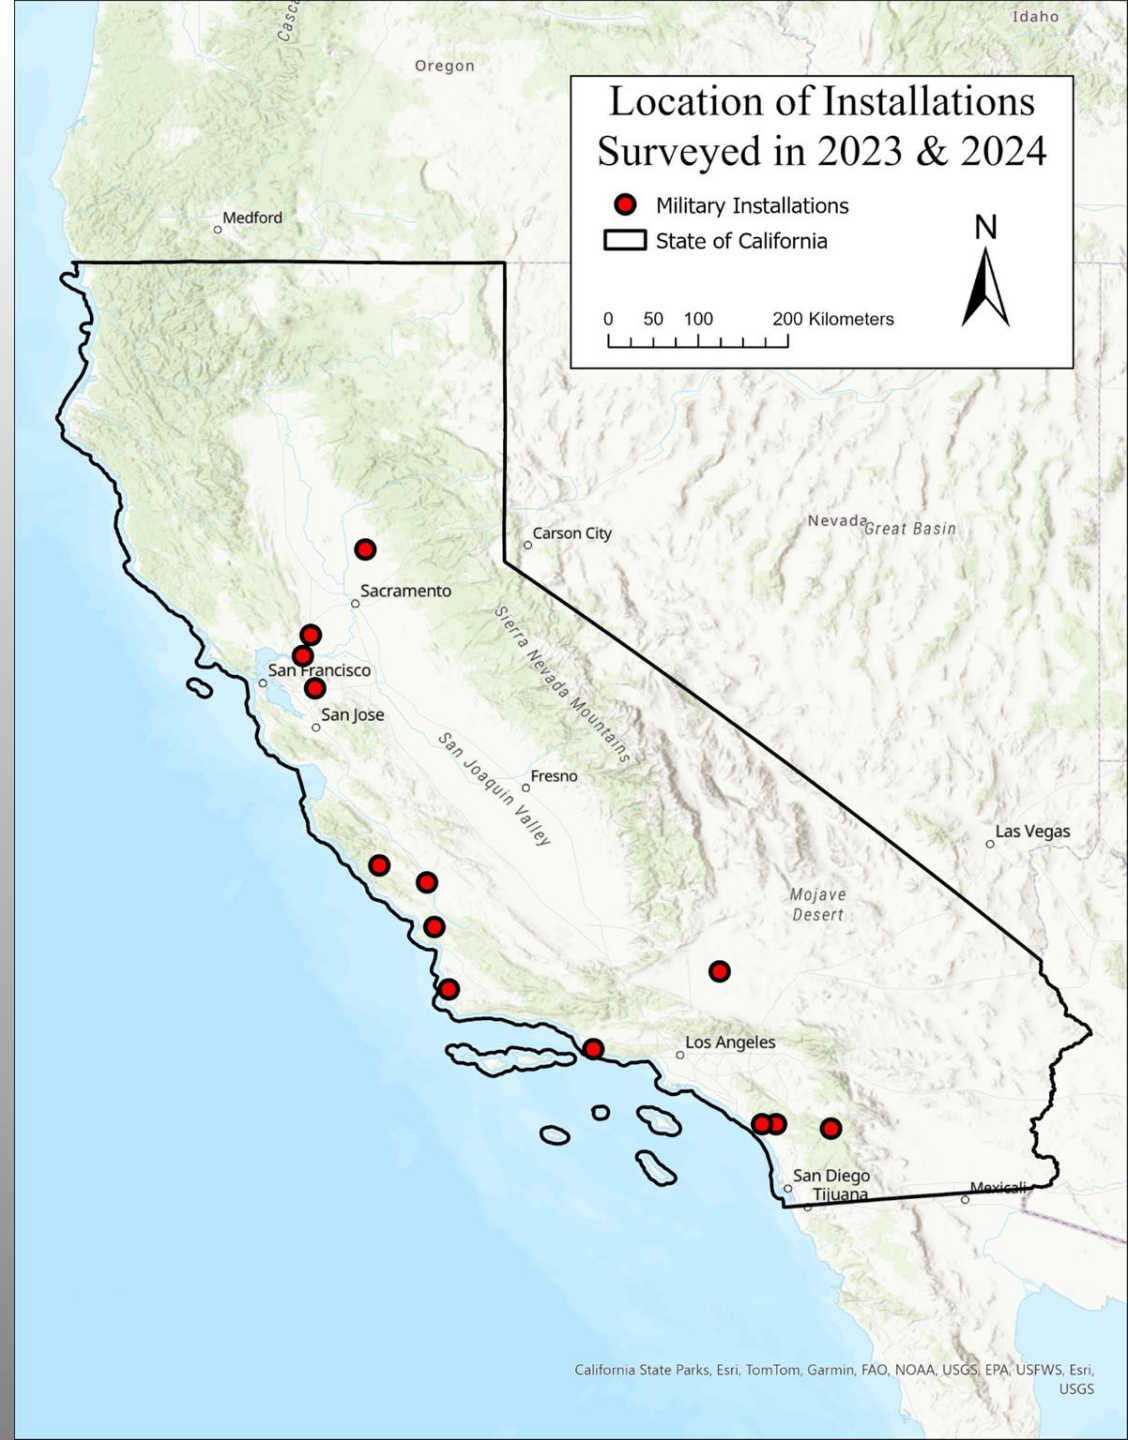 Casca
Idaho
Oregon
Location of Installations
Surveyed in 2023 & 2024
Military Installations
State of California
N
0 50 100 200 Kilometers
Medford
Carson City
Nevada
Great Basin
Sacramento
Sierra Nevada Mountains
San Francisco
San Jose
San Joaquin Valley
Fresno
Las Vegas
Mojave
Desert
Los Angeles
San Diego
Tijuana
Mexicali
California State Parks, Esri, TomTom, Garmin, FAO, NOAA, USGS, EPA, USFWS, Esri,
USGS